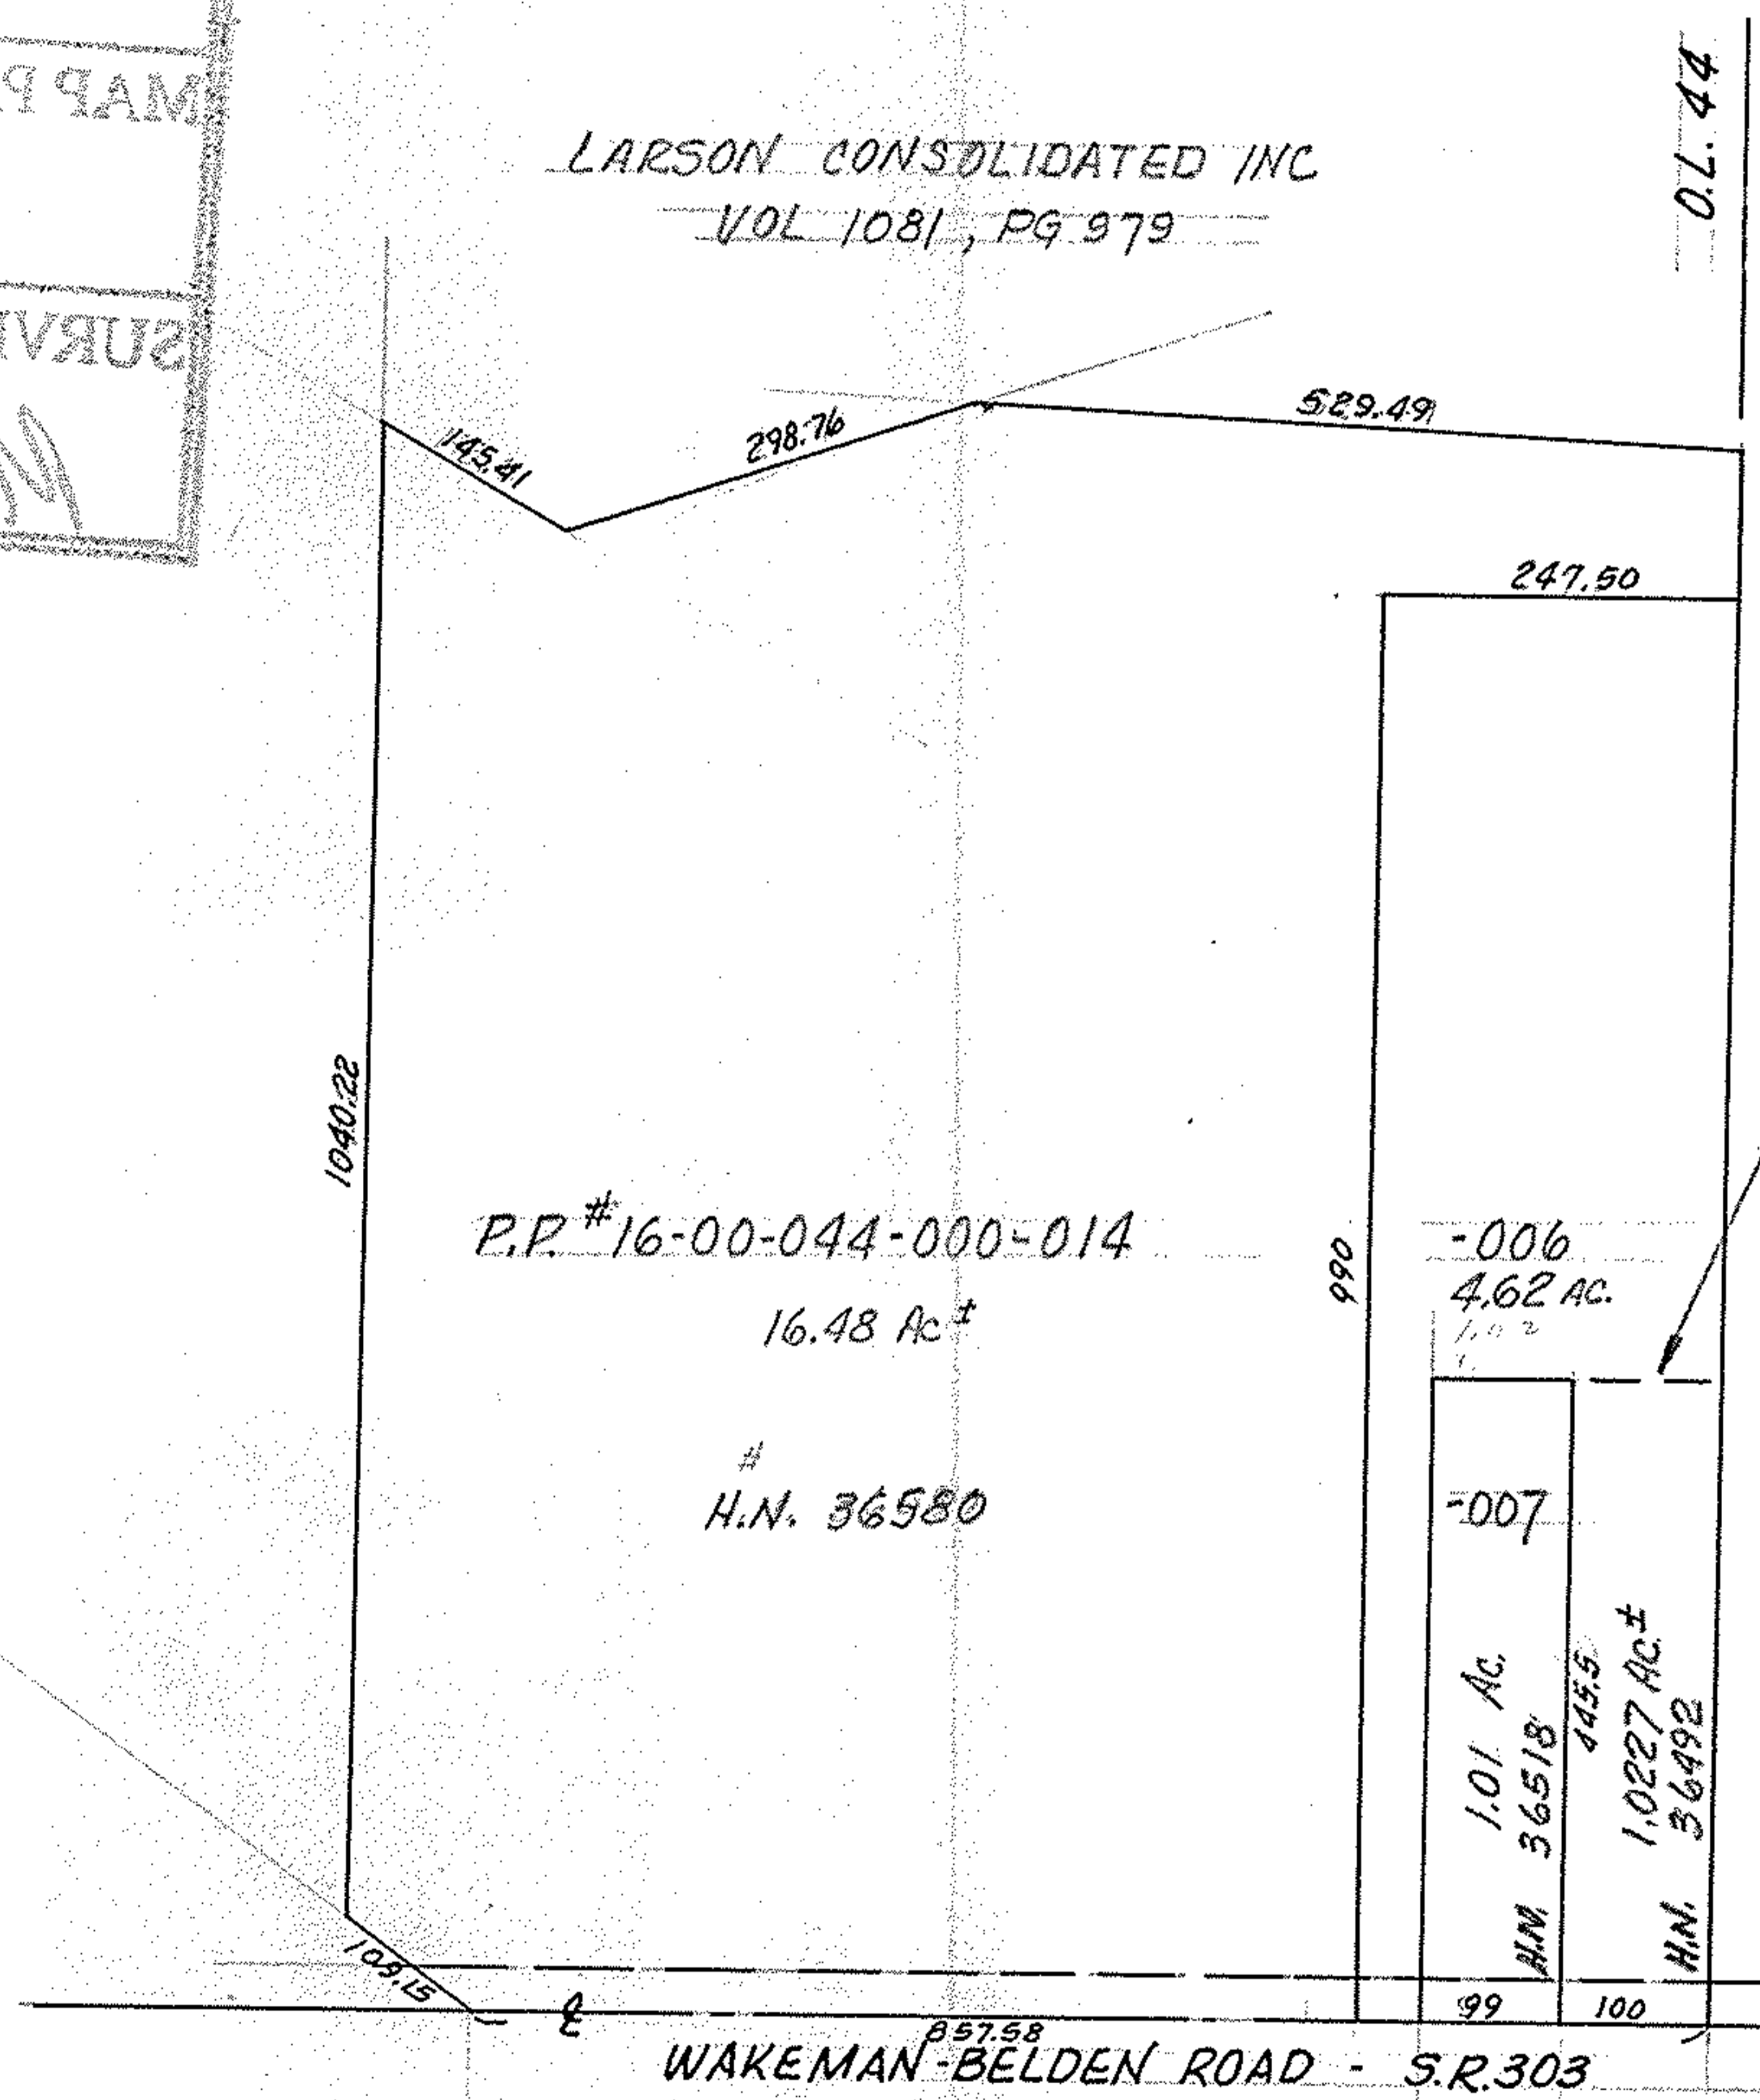 MAP P
SURVE
LARSON CONSOLIDATED INC
VOL 1081, PG 979
O.L. 44
145.41
298.76
529.49
247.50
1040.22
P.P. # 16-00-044-000-014
16.48 Ac ±
#
H.N. 36580
990
-006
4.62 AC.
-007
1.01 Ac.
H.N. 36518
445.5
1.0227 Ac. ±
H.N. 36492
109.15
℄
857.58
99
100
WAKEMAN-BELDEN ROAD - S.R.303